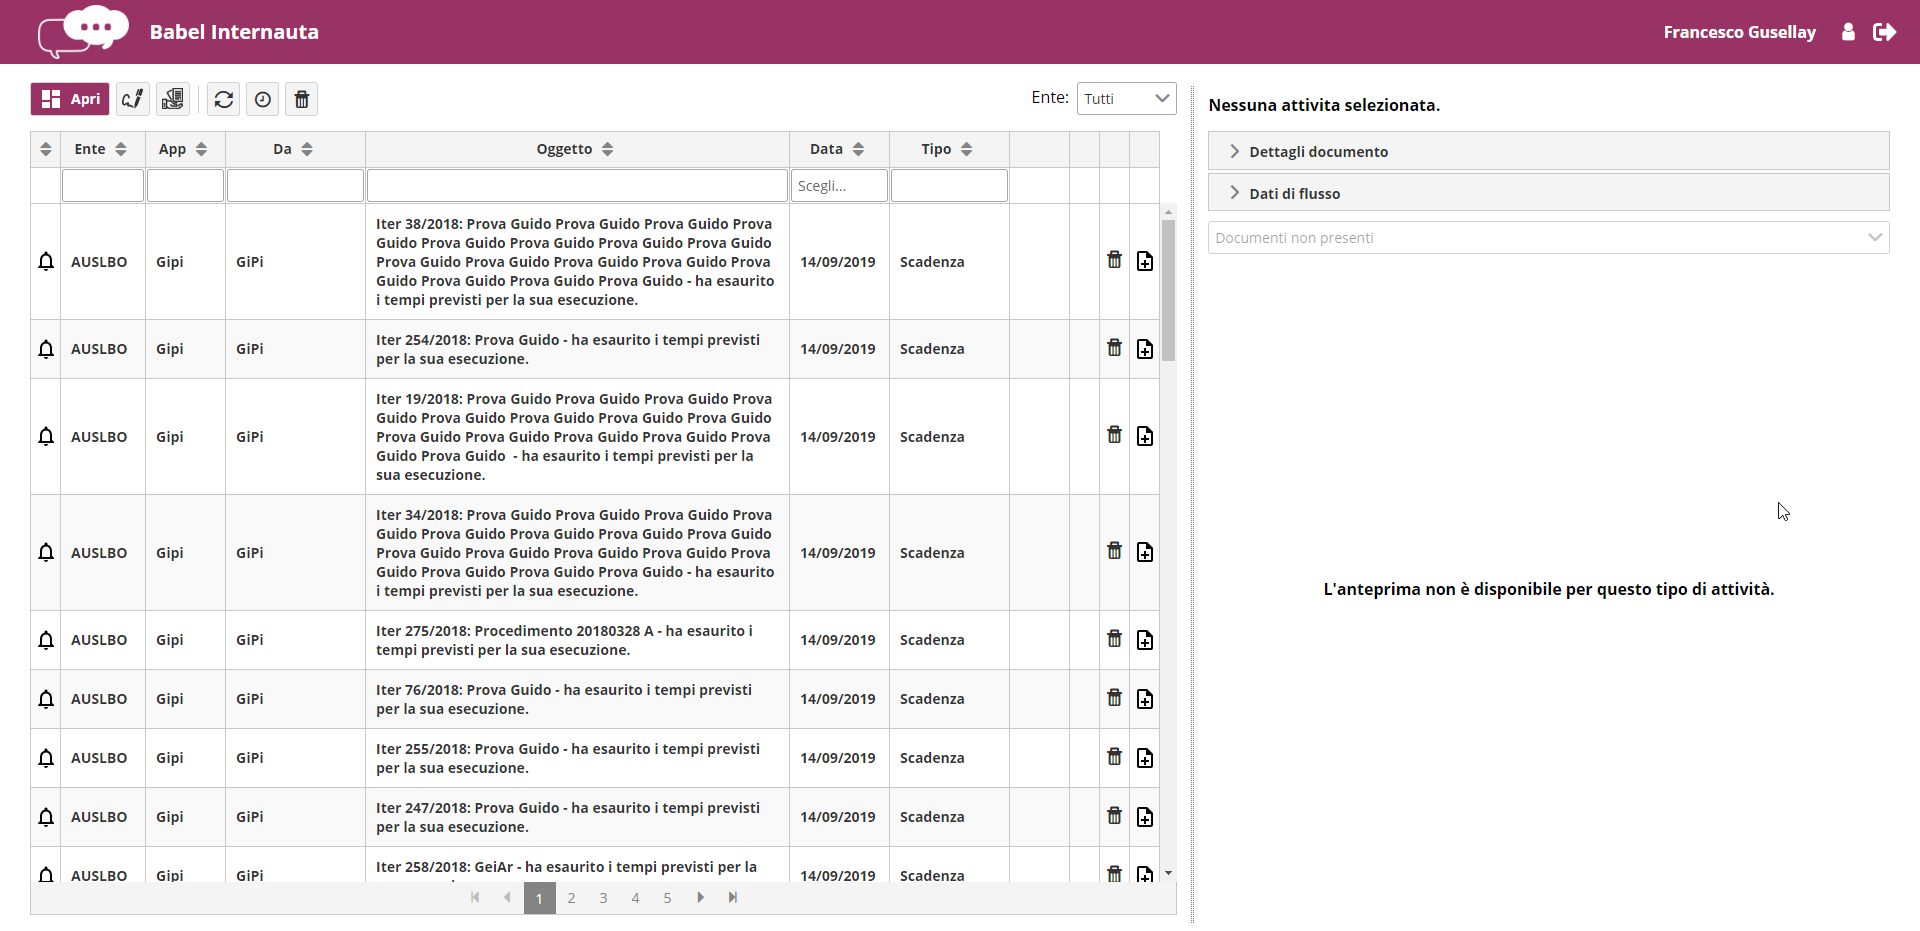 Babel Internauta
Francesco Gusellay
Apri
Ente:
Tutti
Ente
App
Da
Oggetto
Data
Tipo
Scegli...
AUSLBO
Gipi
GiPi
Iter 38/2018: Prova Guido Prova Guido Prova Guido Prova
Guido Prova Guido Prova Guido Prova Guido Prova Guido
Prova Guido Prova Guido Prova Guido Prova Guido Prova
Guido Prova Guido Prova Guido Prova Guido - ha esaurito
i tempi previsti per la sua esecuzione.
14/09/2019
Scadenza
AUSLBO
Gipi
GiPi
Iter 254/2018: Prova Guido - ha esaurito i tempi previsti
per la sua esecuzione.
14/09/2019
Scadenza
AUSLBO
Gipi
GiPi
Iter 19/2018: Prova Guido Prova Guido Prova Guido Prova
Guido Prova Guido Prova Guido Prova Guido Prova Guido
Prova Guido Prova Guido Prova Guido Prova Guido Prova
Guido Prova Guido  - ha esaurito i tempi previsti per la
sua esecuzione.
14/09/2019
Scadenza
AUSLBO
Gipi
GiPi
Iter 34/2018: Prova Guido Prova Guido Prova Guido Prova
Guido Prova Guido Prova Guido Prova Guido Prova Guido
Prova Guido Prova Guido Prova Guido Prova Guido Prova
Guido Prova Guido Prova Guido Prova Guido - ha esaurito
i tempi previsti per la sua esecuzione.
14/09/2019
Scadenza
AUSLBO
Gipi
GiPi
Iter 275/2018: Procedimento 20180328 A - ha esaurito i
tempi previsti per la sua esecuzione.
14/09/2019
Scadenza
AUSLBO
Gipi
GiPi
Iter 76/2018: Prova Guido - ha esaurito i tempi previsti
per la sua esecuzione.
14/09/2019
Scadenza
AUSLBO
Gipi
GiPi
Iter 255/2018: Prova Guido - ha esaurito i tempi previsti
per la sua esecuzione.
14/09/2019
Scadenza
AUSLBO
Gipi
GiPi
Iter 247/2018: Prova Guido - ha esaurito i tempi previsti
per la sua esecuzione.
14/09/2019
Scadenza
AUSLBO
Gipi
GiPi
Iter 258/2018: GeiAr - ha esaurito i tempi previsti per la
14/09/2019
Scadenza
1 2 3 4 5
Nessuna attivita selezionata.
Dettagli documento
Dati di flusso
Documenti non presenti
L'anteprima non è disponibile per questo tipo di attività.